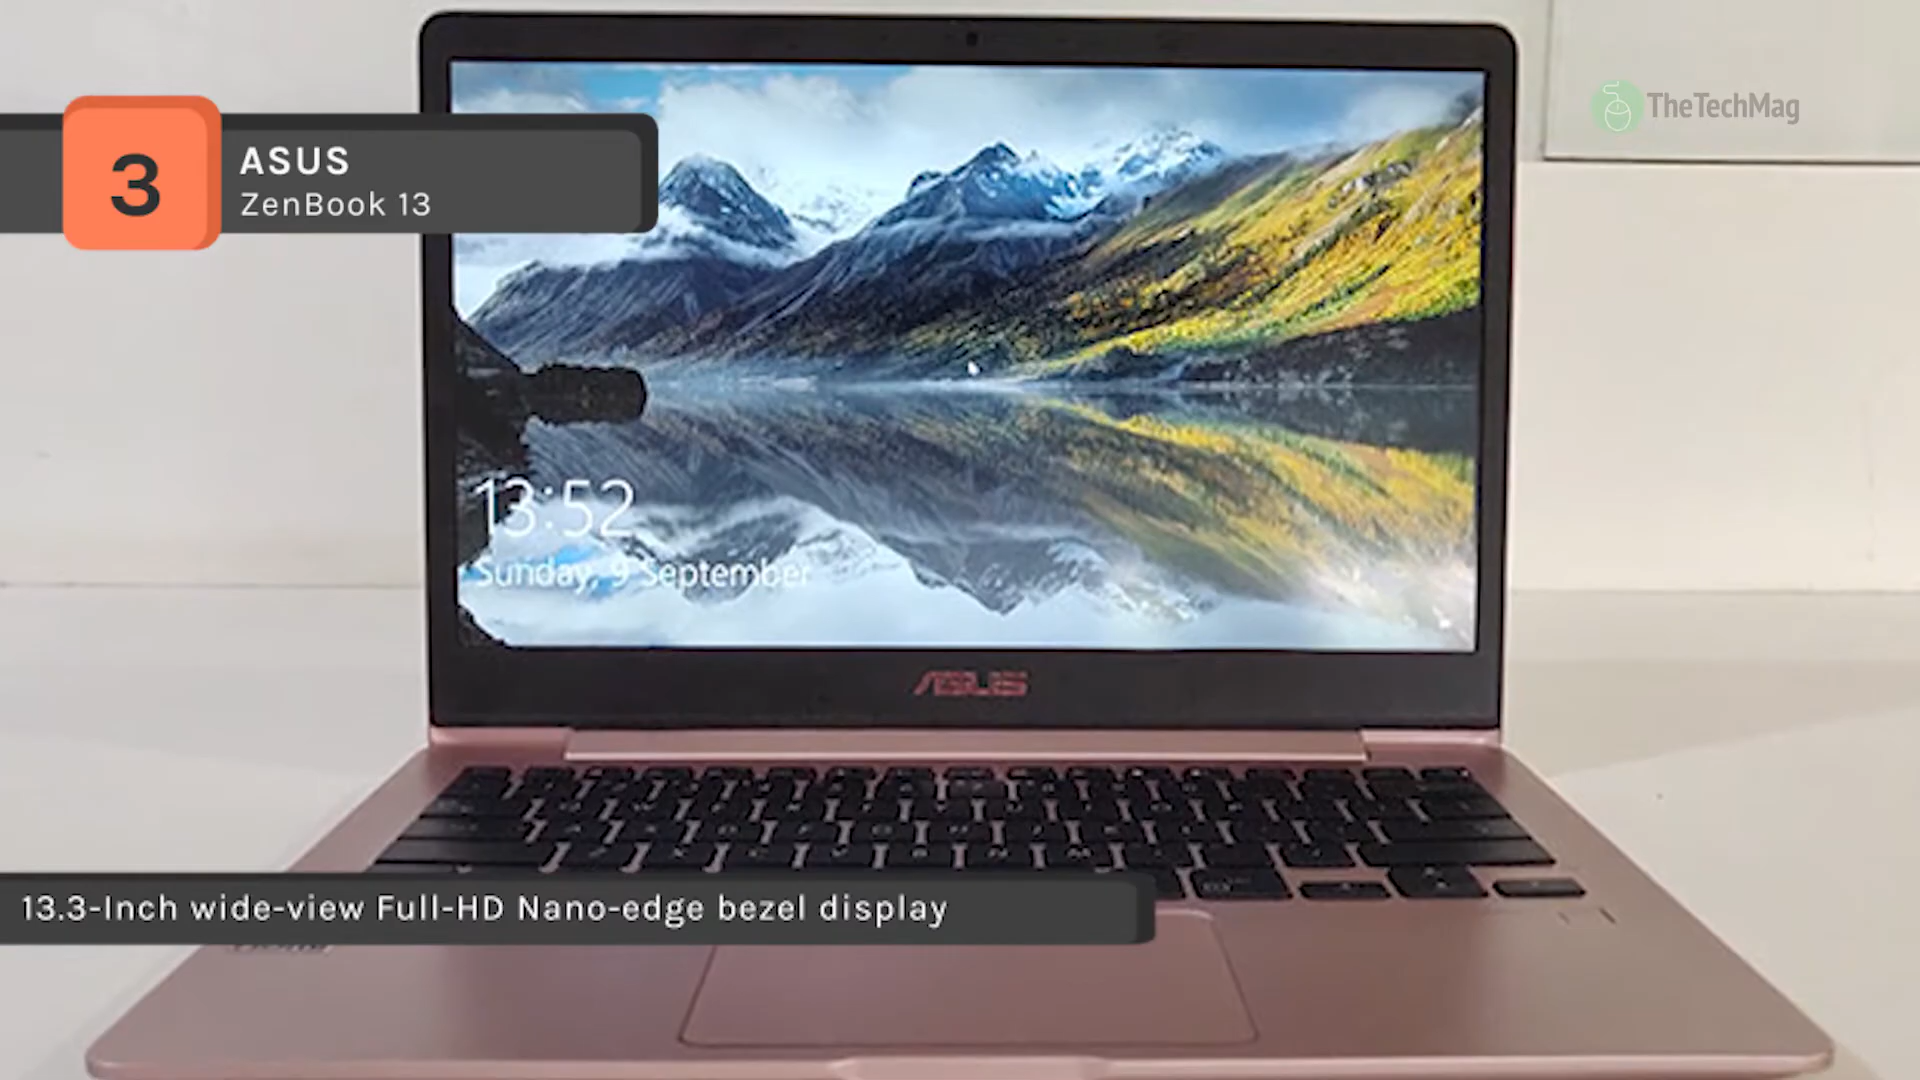 3
ASUS
ZenBook 13
TheTechMag
13:52
Sunday, 9 September
ASUS
13.3-Inch wide-view Full-HD Nano-edge bezel display